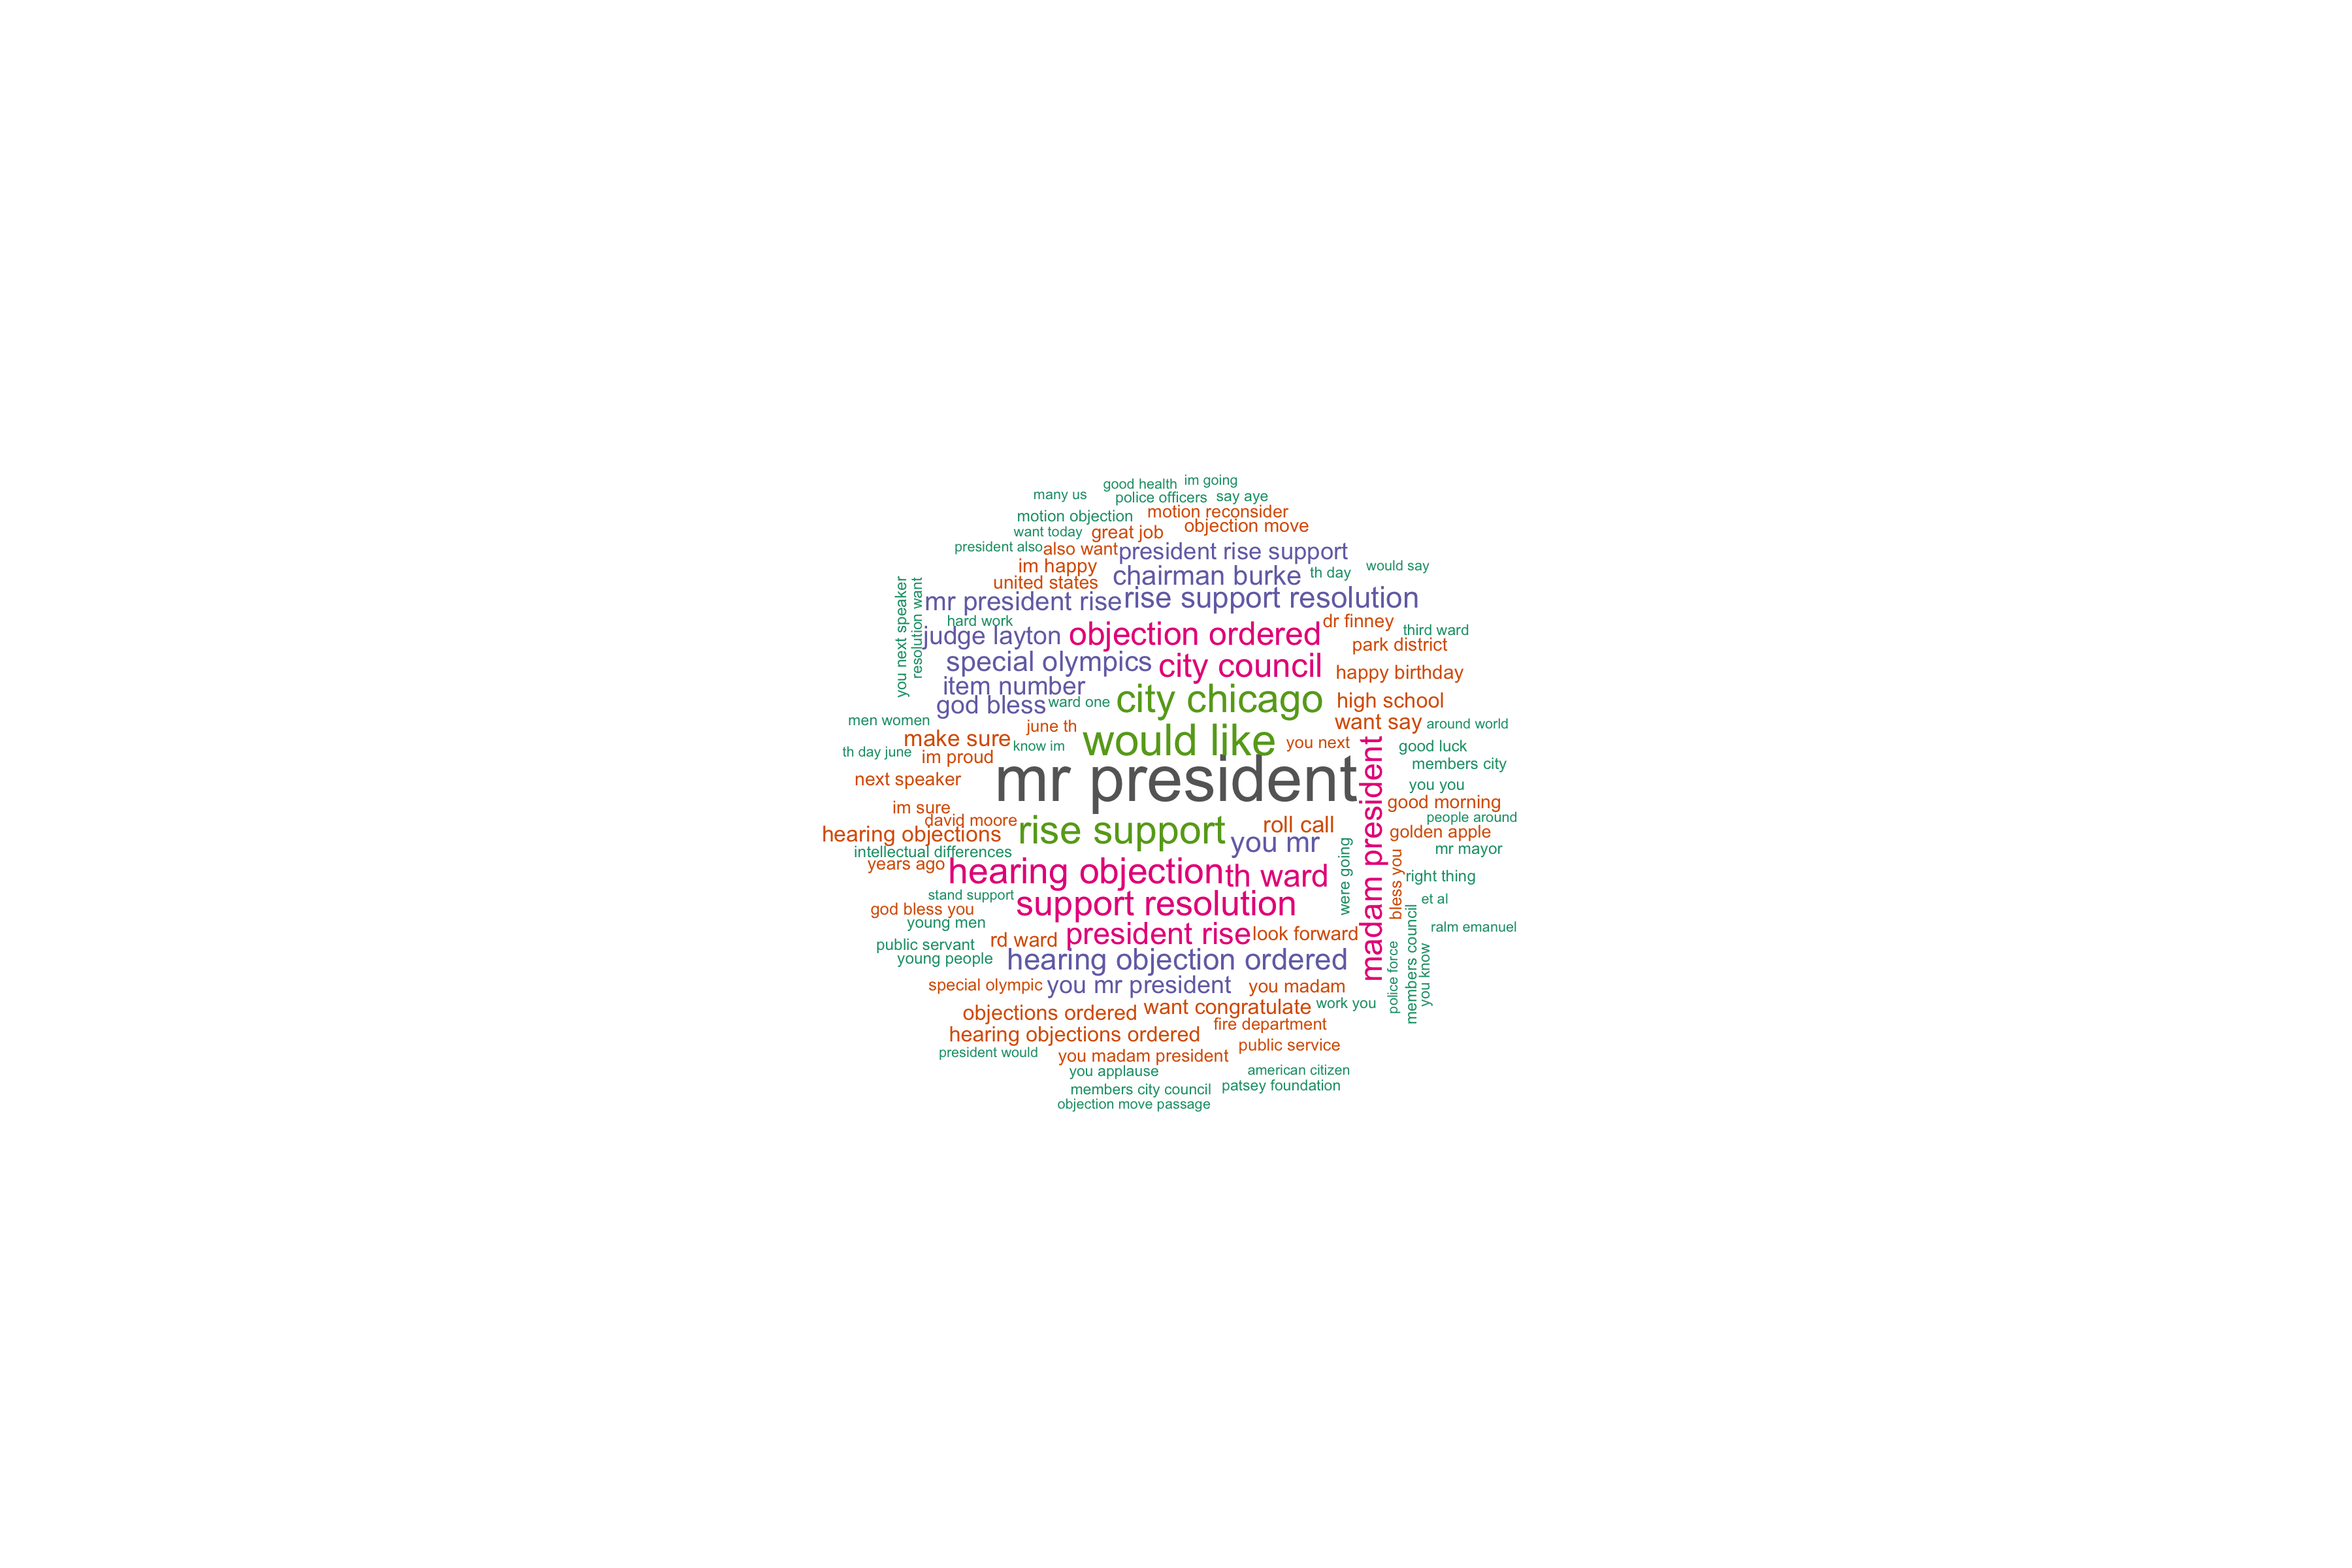 good health
im going
many us
police officers
say aye
motion objection
motion reconsider
want today
great job
objection move
president also
also want
president rise support
im happy
chairman burke
th day
would say
united states
you next speaker
resolution want
mr president rise
rise support resolution
hard work
judge layton
objection ordered
dr finney
third ward
park district
special olympics
city council
happy birthday
item number
god bless
ward one
city chicago
high school
men women
june th
would like
want say
around world
make sure
know im
you next
good luck
th day june
im proud
madam president
members city
next speaker
mr president
you you
good morning
im sure
david moore
roll call
people around
hearing objections
rise support
you mr
golden apple
intellectual differences
mr mayor
years ago
hearing objection
th ward
were going
bless you
right thing
stand support
support resolution
et al
god bless you
young men
members council
ralm emanuel
public servant
rd ward
president rise
look forward
young people
hearing objection ordered
police force
you know
special olympic
you mr president
you madam
objections ordered
want congratulate
work you
hearing objections ordered
fire department
president would
you madam president
public service
you applause
american citizen
members city council
patsey foundation
objection move passage